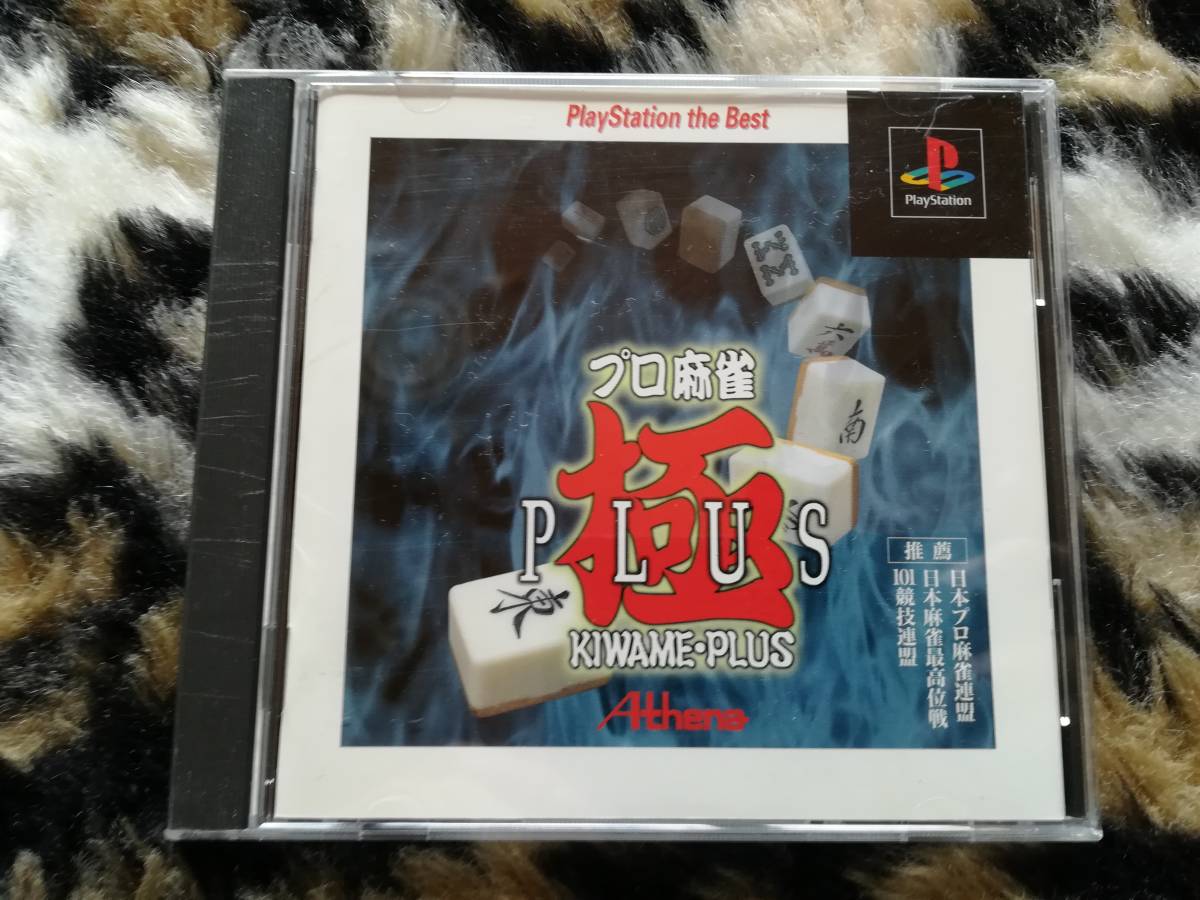 PlayStation the Best
PlayStation
六萬
南
プロ麻雀
極
PLUS
KIWAME・PLUS
東
Athena
推薦
日本プロ麻雀連盟
日本麻雀最高位戦
101競技連盟